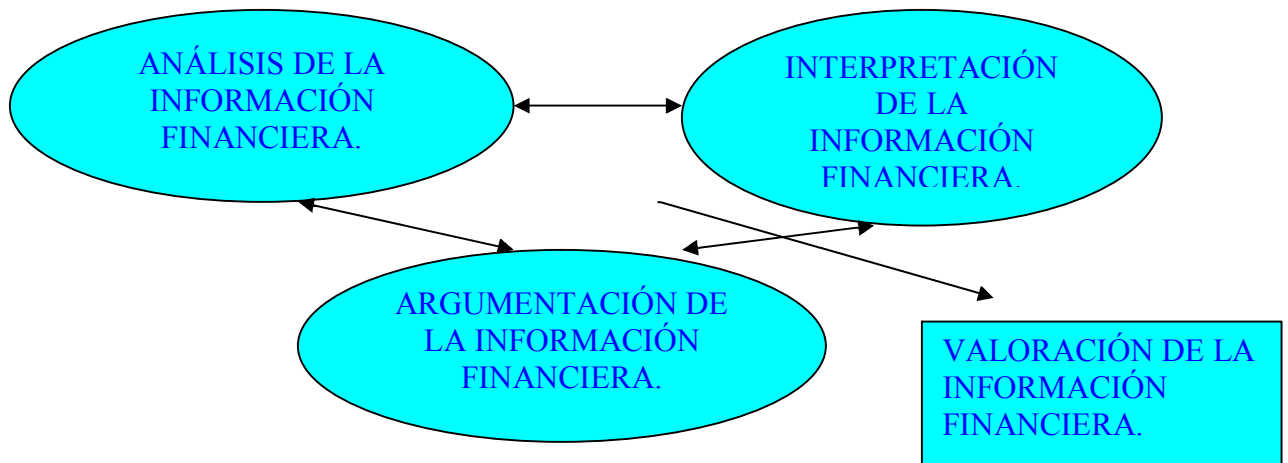 ANÁLISIS DE LA
INFORMACIÓN
FINANCIERA.
INTERPRETACIÓN
DE LA
INFORMACIÓN
FINANCIERA.
ARGUMENTACIÓN DE
LA INFORMACIÓN
FINANCIERA.
VALORACIÓN DE LA
INFORMACIÓN
FINANCIERA.